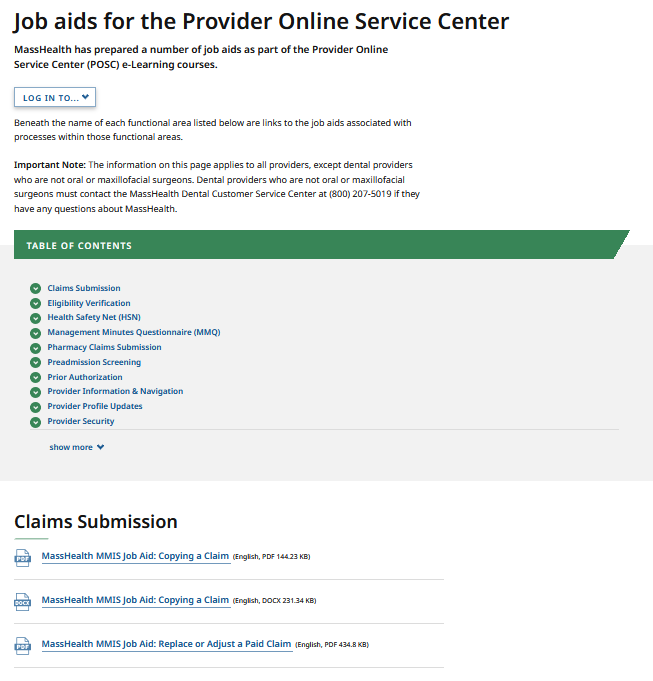 Job aids for the Provider Online Service Center
MassHealth has prepared a number of job aids as part of the Provider Online
Service Center (POSC) e-Learning courses.
LOG IN TO...
Beneath the name of each functional area listed below are links to the job aids associated with
processes within those functional areas.
Important Note: The information on this page applies to all providers, except dental providers
who are not oral or maxillofacial surgeons. Dental providers who are not oral or maxillofacial
surgeons must contact the MassHealth Dental Customer Service Center at (800) 207-5019 if they
have any questions about MassHealth.
TABLE OF CONTENTS
Claims Submission
Eligibility Verification
Health Safety Net (HSN)
Management Minutes Questionnaire (MMQ)
Pharmacy Claims Submission
Preadmission Screening
Prior Authorization
Provider Information & Navigation
Provider Profile Updates
Provider Security
show more
Claims Submission
PDF MassHealth MMIS Job Aid: Copying a Claim (English, PDF 144.23 KB)
DOCX MassHealth MMIS Job Aid: Copying a Claim (English, DOCX 231.34 KB)
PDF MassHealth MMIS Job Aid: Replace or Adjust a Paid Claim (English, PDF 434.8 KB)